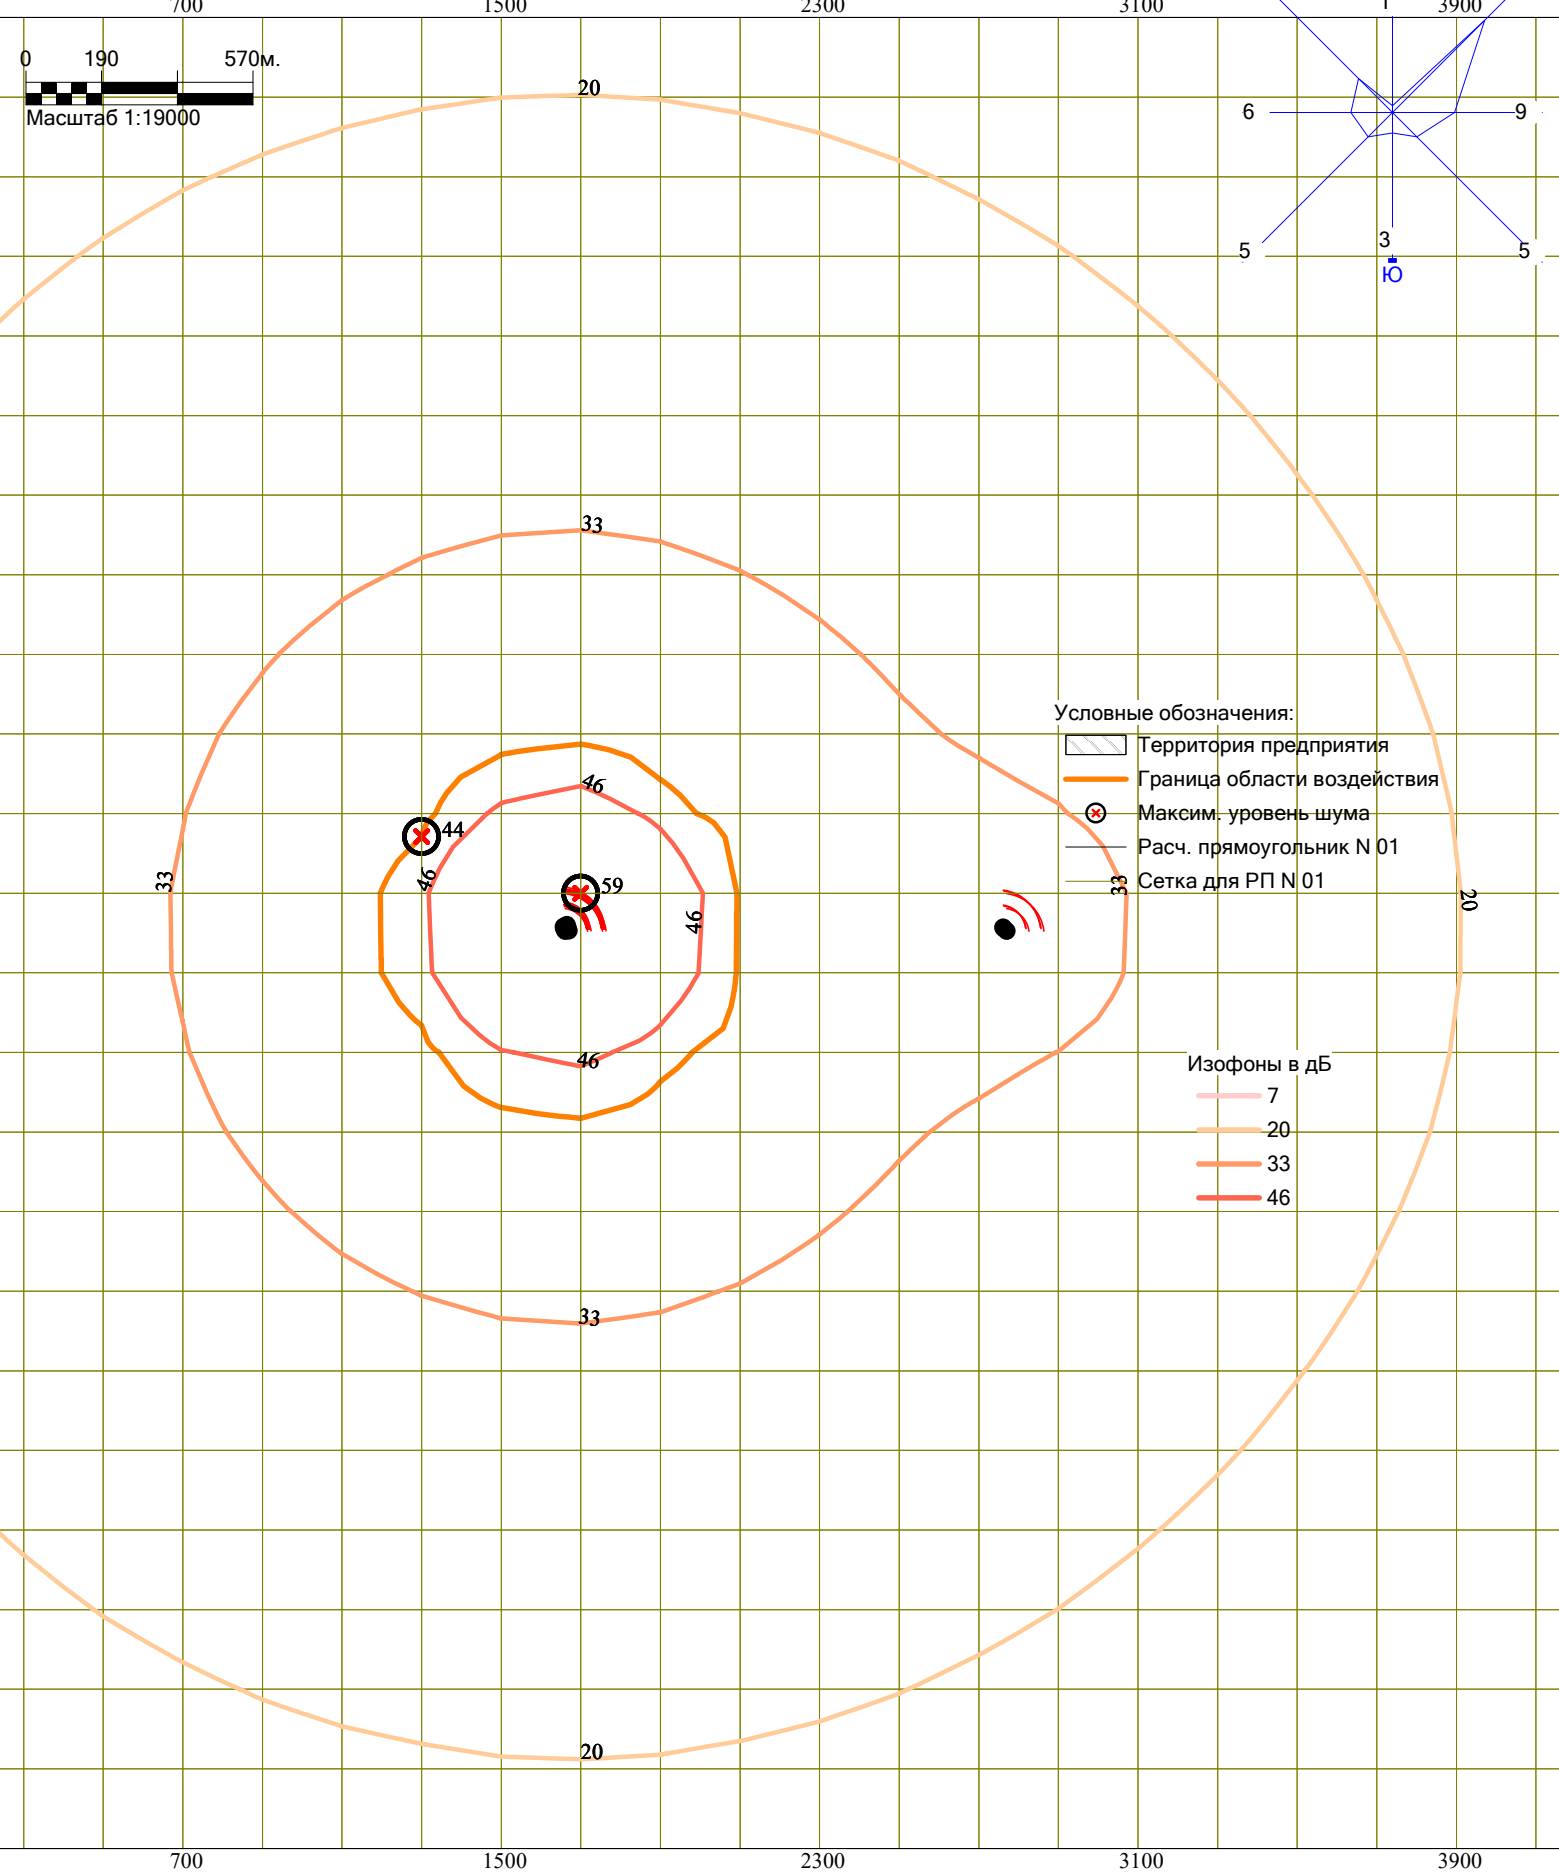 700 1500 2300 3100 3900
1
0 190 570м.
Масштаб 1:19000
20
6 9
5 3 5
Ю
33
Условные обозначения:
Территория предприятия
Граница области воздействия
Максим. уровень шума
Расч. прямоугольник N 01
Сетка для РП N 01
46
44
33
46
59
33
20
46
46
Изофоны в дБ
7
20
33
46
33
20
700 1500 2300 3100 3900